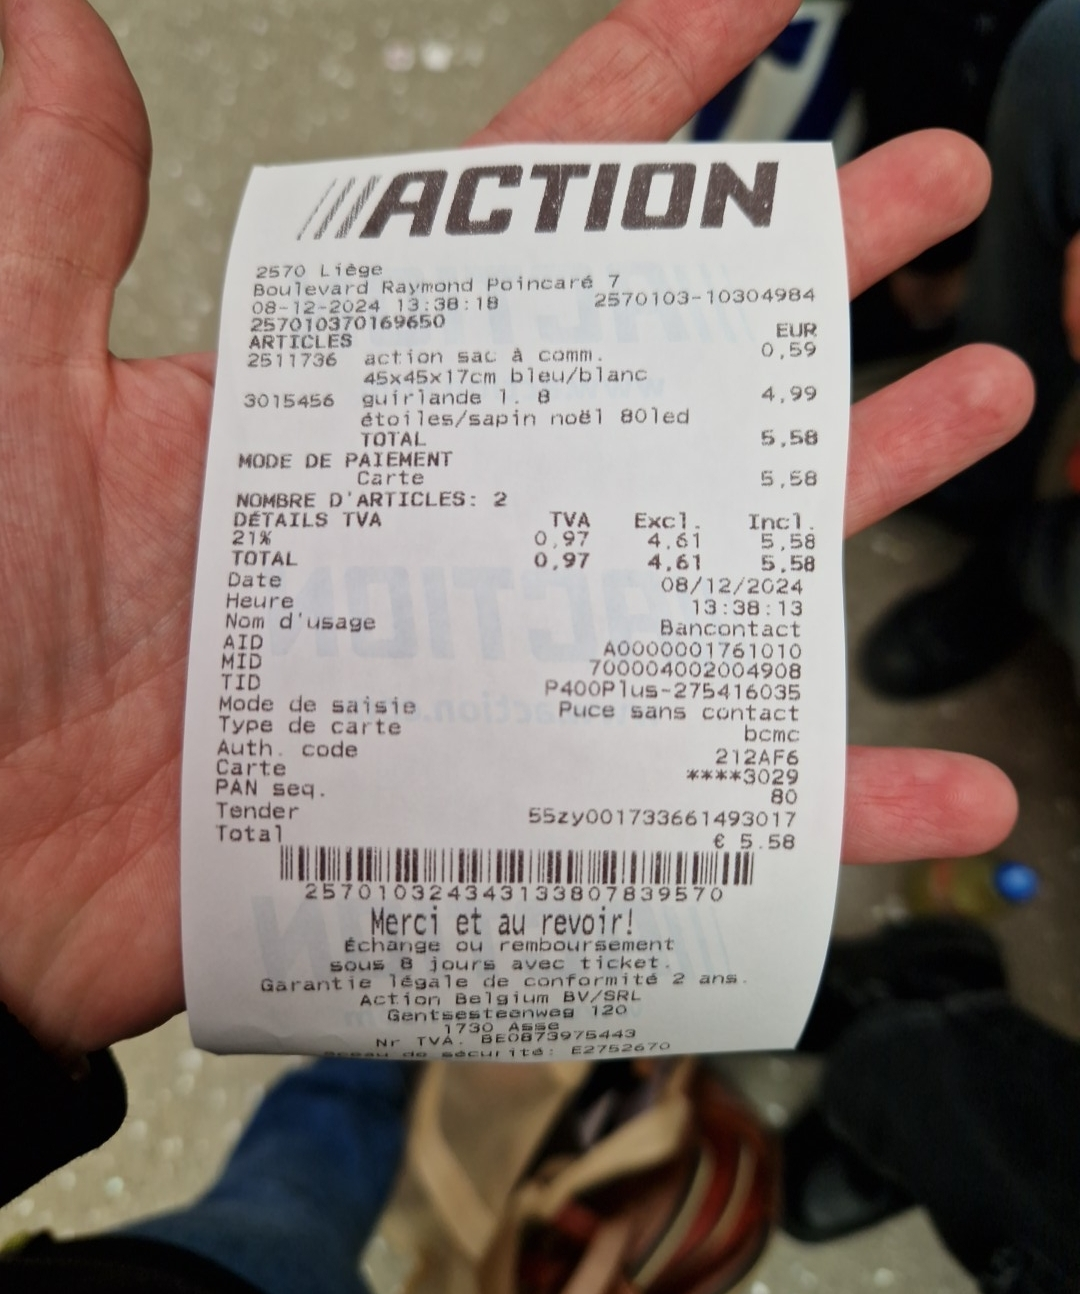 ///ACTION
2570 Liège
Boulevard Raymond Poincaré 7
08-12-2024 13:38:18 2570103-10304984
257010370169650
ARTICLES EUR
2511736 action sac à comm. 0,59
45x45x17cm bleu/blanc
3015456 guirlande 1. 8 4,99
étoiles/sapin noël 80led
TOTAL 5,58
MODE DE PAIEMENT
Carte 5,58
NOMBRE D'ARTICLES: 2
DÉTAILS TVA TVA Excl. Incl.
21% 0,97 4,61 5,58
TOTAL 0,97 4,61 5,58
Date 08/12/2024
Heure 13:38:13
Nom d'usage Bancontact
AID A0000001761010
MID 700004002004908
TID P400Plus-275416035
Mode de saisie Puce sans contact
Type de carte bcmc
Auth. code 212AF6
Carte ****3029
PAN seq. 80
Tender 55zy001733661493017
Total € 5.58
25701032434313380783957​0
Merci et au revoir!
Échange ou remboursement
sous 8 jours avec ticket.
Garantie légale de conformité 2 ans.
Action Belgium BV/SRL
Gentsesteenweg 120
1730 Asse
Nr TVA. BE0873975443
de sécurité: E2752670